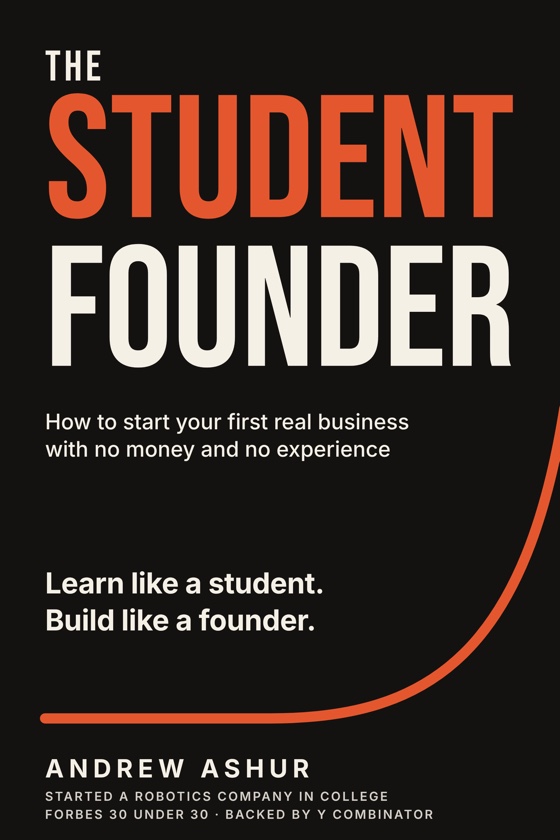 THE
STUDENT
FOUNDER
How to start your first real business
with no money and no experience
Learn like a student.
Build like a founder.
ANDREW ASHUR
STARTED A ROBOTICS COMPANY IN COLLEGE
FORBES 30 UNDER 30 · BACKED BY Y COMBINATOR